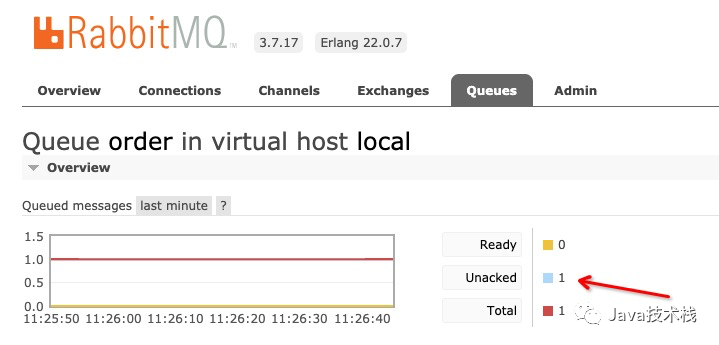 RabbitMQ TM 3.7.17 Erlang 22.0.7
Overview Connections Channels Exchanges Queues Admin
Queue order in virtual host local
Overview
Queued messages last minute ?
1.5
1.0
0.5
0.0
11:25:50 11:26:00 11:26:10 11:26:20 11:26:30 11:26:40
Ready 0
Unacked 1
Total 1
Java技术栈